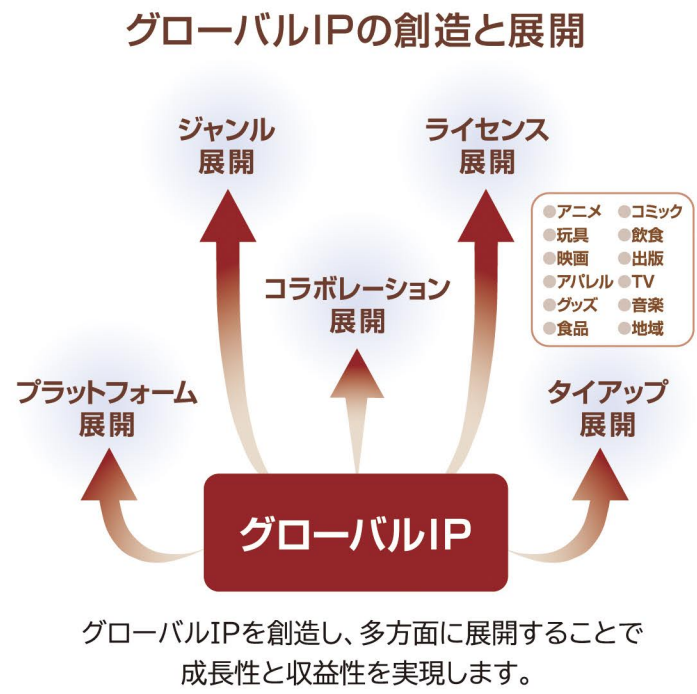 グローバルIPの創造と展開
ジャンル
展開
ライセンス
展開
●アニメ ●コミック
●玩具 ●飲食
●映画 ●出版
●アパレル ●TV
●グッズ ●音楽
●食品 ●地域
コラボレーション
展開
プラットフォーム
展開
タイアップ
展開
グローバルIP
グローバルIPを創造し、多方面に展開することで
成長性と収益性を実現します。